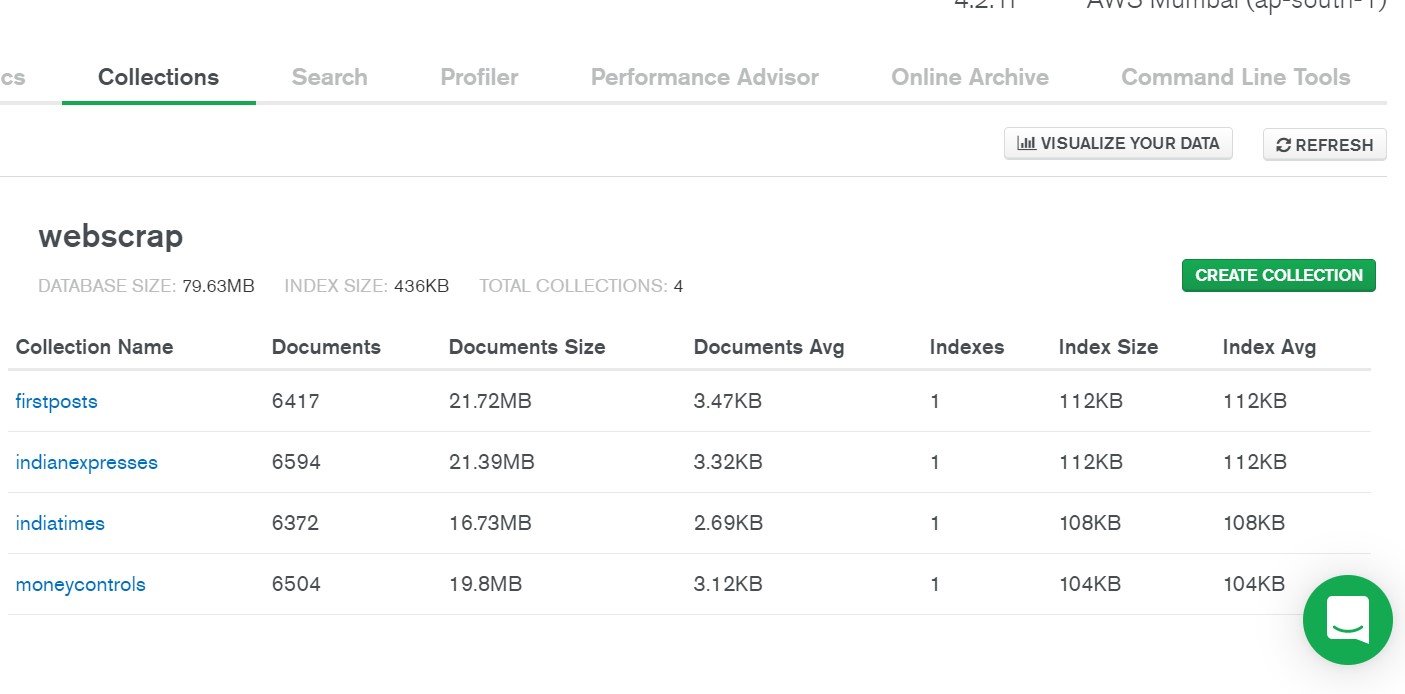 4.2.11 AWS Mumbai (ap-south-1)
cs Collections Search Profiler Performance Advisor Online Archive Command Line Tools
VISUALIZE YOUR DATA REFRESH
webscrap
DATABASE SIZE: 79.63MB INDEX SIZE: 436KB TOTAL COLLECTIONS: 4
CREATE COLLECTION
Collection Name Documents Documents Size Documents Avg Indexes Index Size Index Avg
firstposts 6417 21.72MB 3.47KB 1 112KB 112KB
indianexpresses 6594 21.39MB 3.32KB 1 112KB 112KB
indiatimes 6372 16.73MB 2.69KB 1 108KB 108KB
moneycontrols 6504 19.8MB 3.12KB 1 104KB 104KB